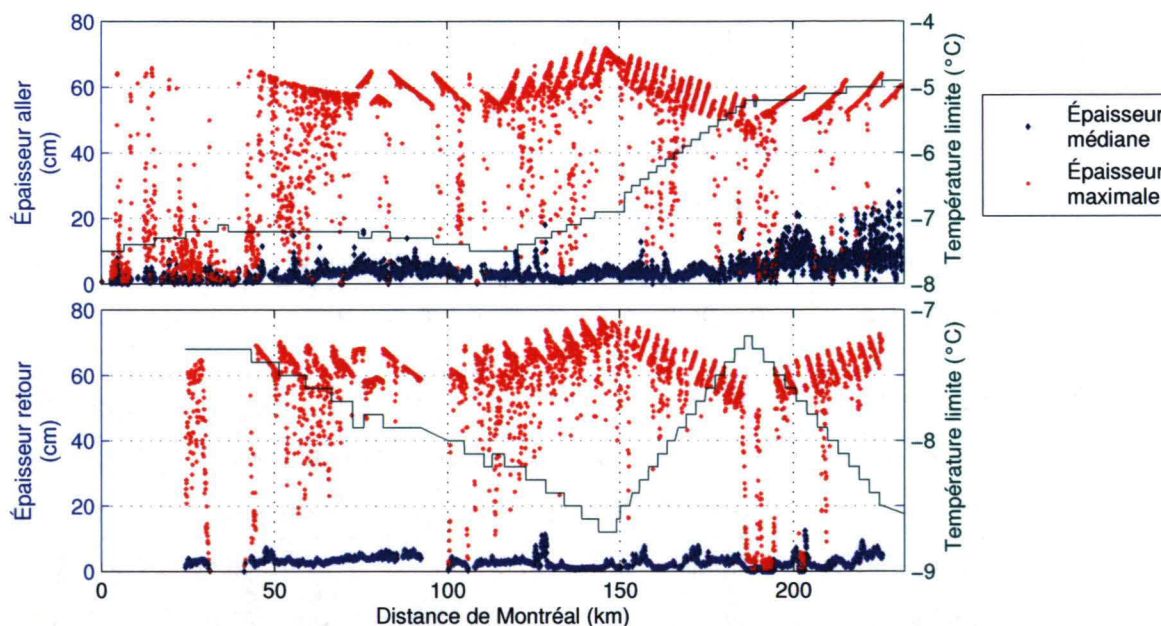 80
60
40
20
0
Épaisseur aller
(cm)
−4
−5
−6
−7
−8
Température limite (°C)
Épaisseur
médiane
Épaisseur
maximale
80
60
40
20
0
Épaisseur retour
(cm)
−7
−8
−9
Température limite (°C)
0
50
100
150
200
Distance de Montréal (km)